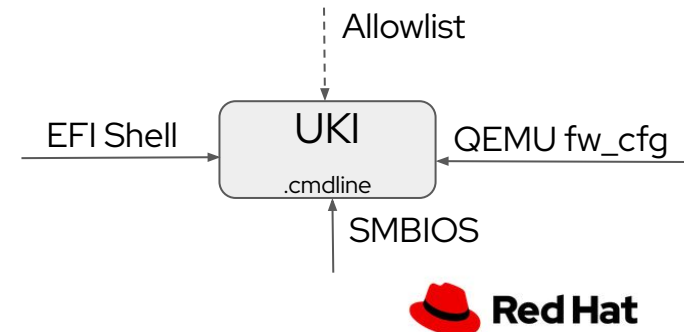 Allowlist
EFI Shell
UKI
QEMU fw_cfg
.cmdline
SMBIOS
Red Hat